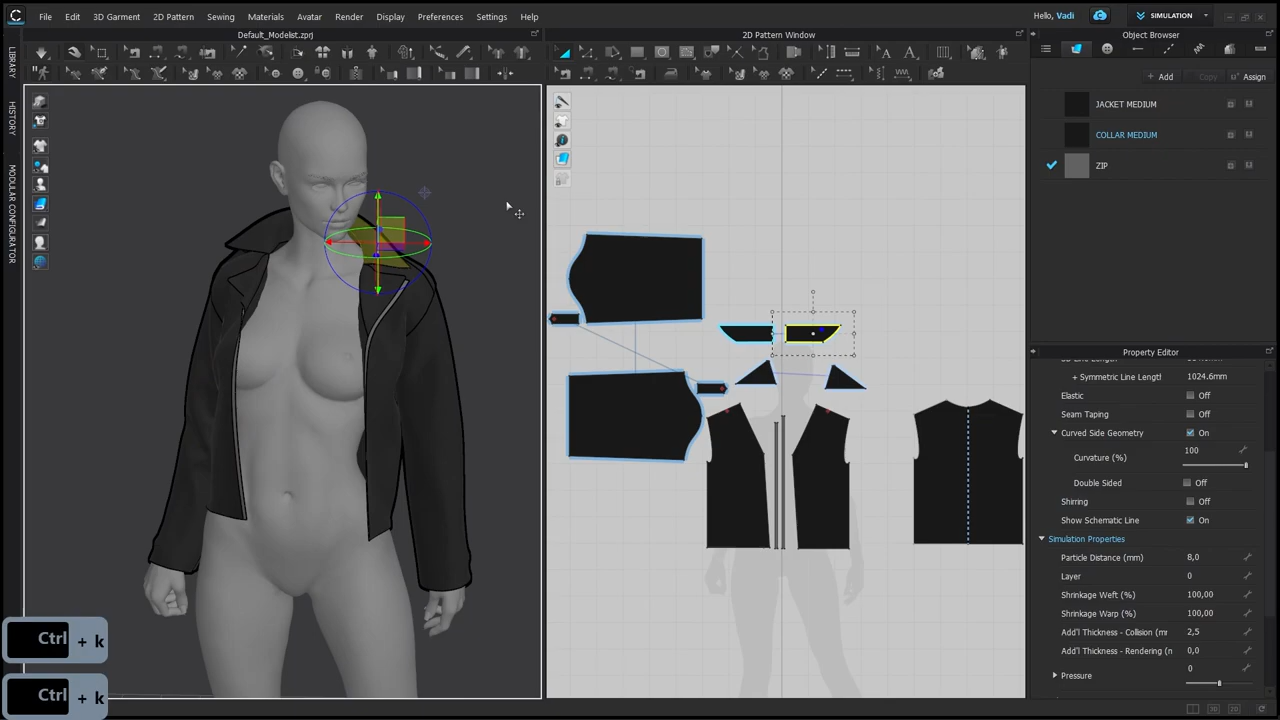 File Edit 3D Garment 2D Pattern Sewing Materials Avatar Render Display Preferences Settings Help
Hello, Vadi SIMULATION
Default_Modelist.zprj 2D Pattern Window Object Browser
LIBRARY
HISTORY
MODULAR CONFIGURATOR
+ Add Copy Assign
JACKET MEDIUM
COLLAR MEDIUM
ZIP
Property Editor
+ Symmetric Line Lengtl 1024.6mm
Elastic Off
Seam Taping Off
Curved Side Geometry On
Curvature (%) 100
Double Sided Off
Shirring Off
Show Schematic Line On
Simulation Properties
Particle Distance (mm) 8,0
Layer 0
Shrinkage Weft (%) 100,00
Shrinkage Warp (%) 100,00
Add'l Thickness - Collision (mr 2,5
Add'l Thickness - Rendering (n 0,0
Pressure 0
Ctrl + k
Ctrl + k